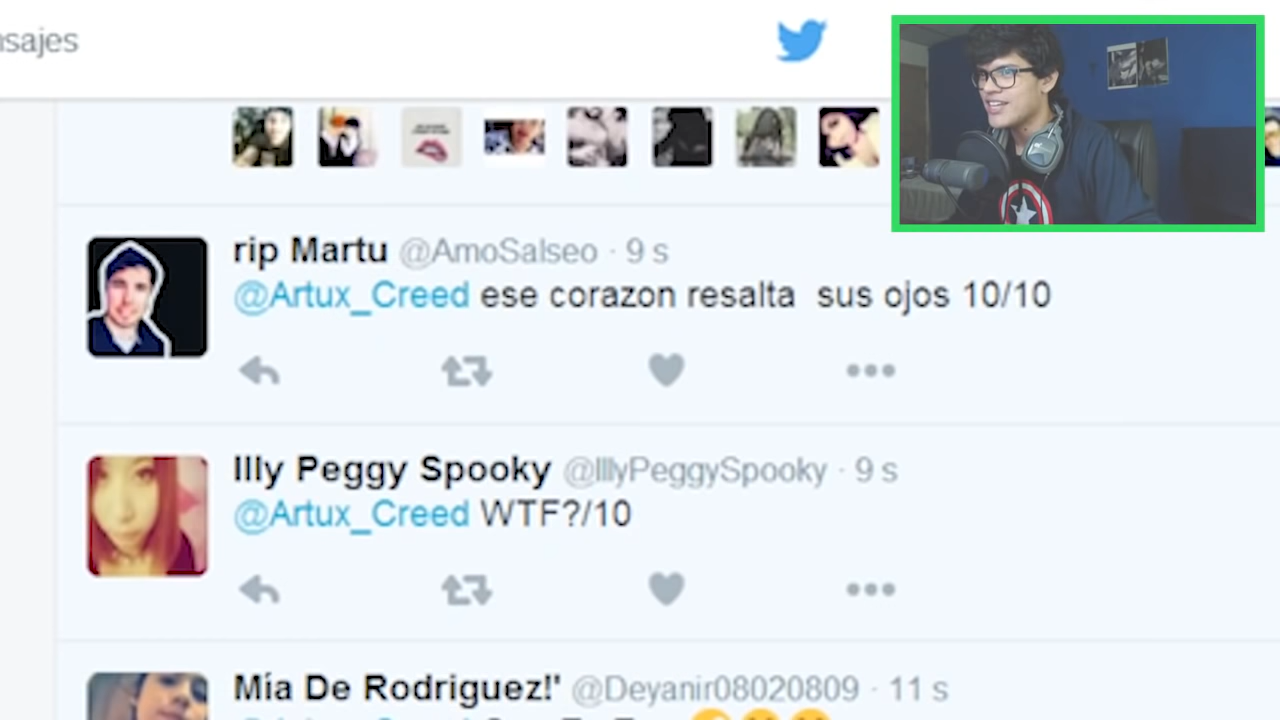 nsajes
rip Martu @AmoSalseo · 9 s
@Artux_Creed ese corazon resalta sus ojos 10/10
Illy Peggy Spooky @IllyPeggySpooky · 9 s
@Artux_Creed WTF?/10
Mía De Rodriguez!' @Deyanir08020809 · 11 s